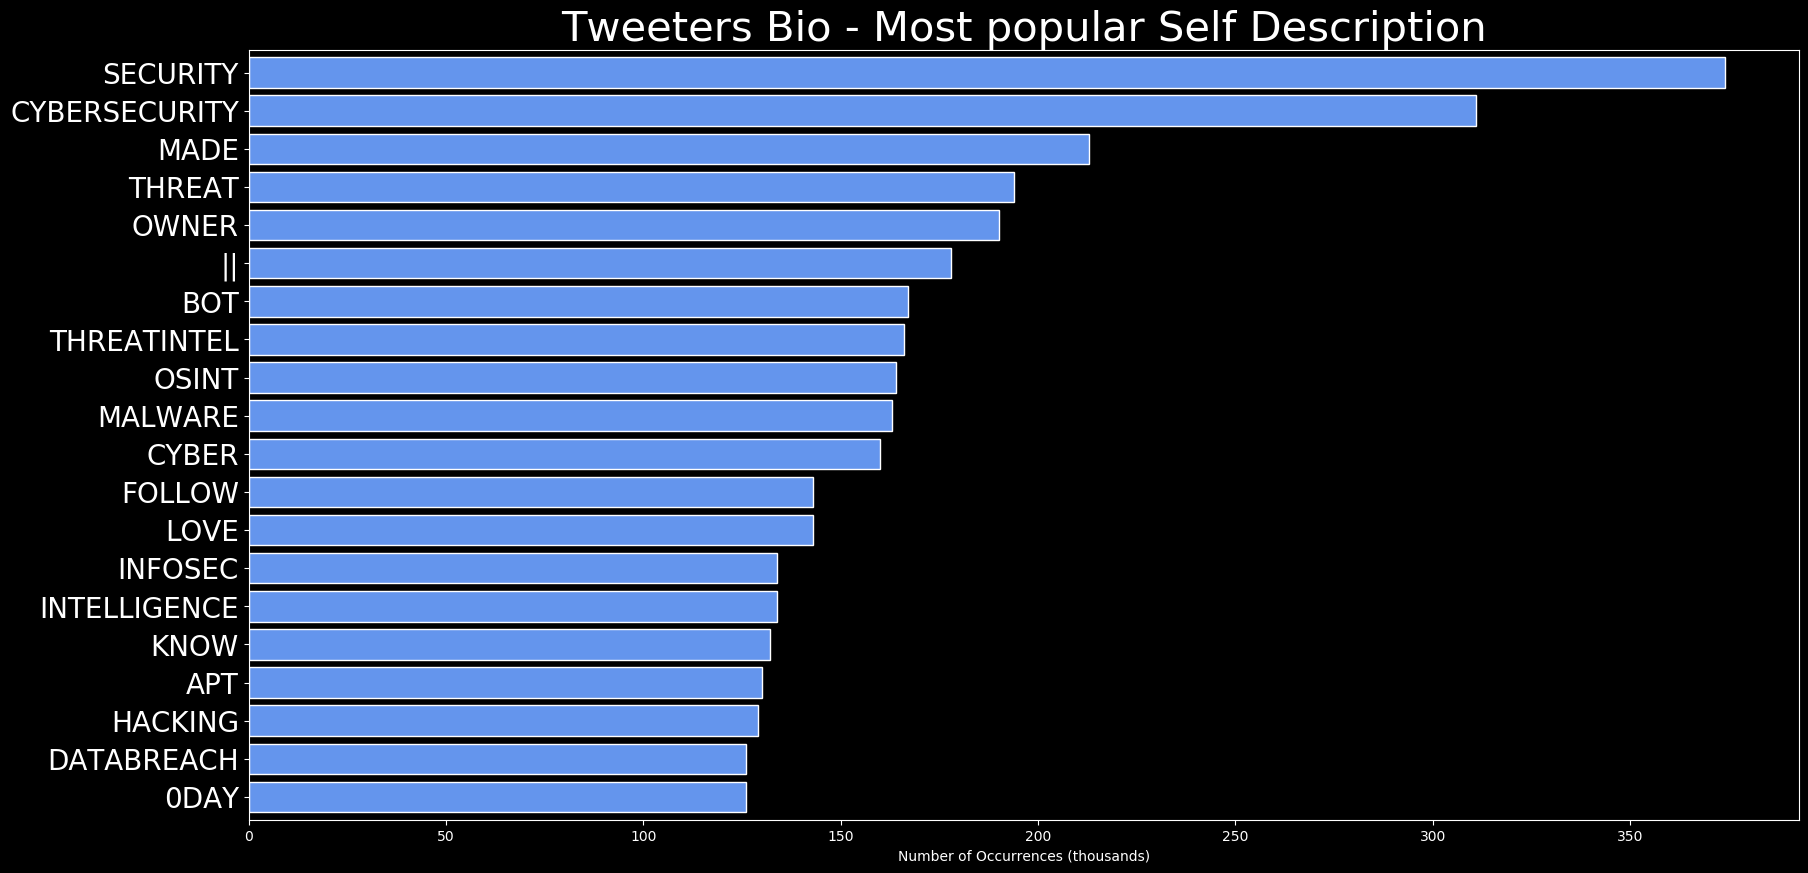 Tweeters Bio - Most popular Self Description
SECURITY
CYBERSECURITY
MADE
THREAT
OWNER
||
BOT
THREATINTEL
OSINT
MALWARE
CYBER
FOLLOW
LOVE
INFOSEC
INTELLIGENCE
KNOW
APT
HACKING
DATABREACH
0DAY
0 50 100 150 200 250 300 350
Number of Occurrences (thousands)